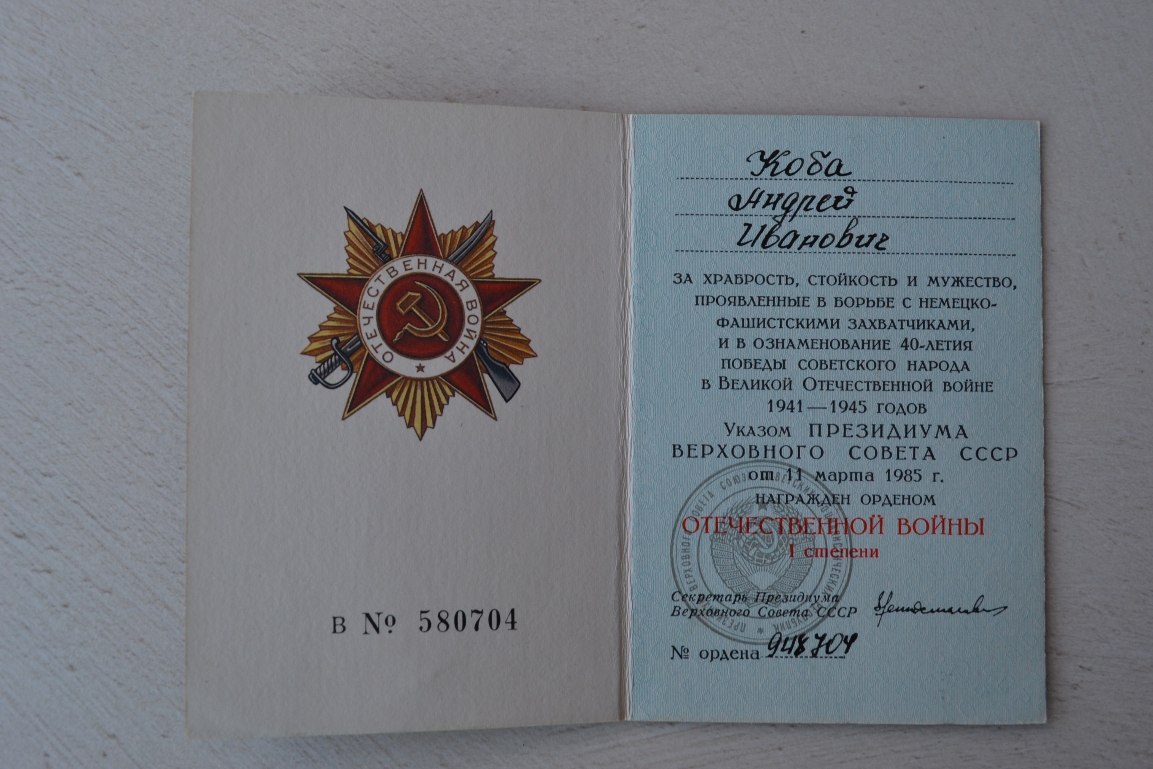 ОТЕЧЕСТВЕННАЯ ВОЙНА
В № 580704
Коба
Андрей
Иванович
ЗА ХРАБРОСТЬ, СТОЙКОСТЬ И МУЖЕСТВО,
ПРОЯВЛЕННЫЕ В БОРЬБЕ С НЕМЕЦКО-
ФАШИСТСКИМИ ЗАХВАТЧИКАМИ,
И В ОЗНАМЕНОВАНИЕ 40-ЛЕТИЯ
ПОБЕДЫ СОВЕТСКОГО НАРОДА
В ВЕЛИКОЙ ОТЕЧЕСТВЕННОЙ ВОЙНЕ
1941—1945 ГОДОВ
УКАЗОМ ПРЕЗИДИУМА
ВЕРХОВНОГО СОВЕТА СССР
от 11 марта 1985 г.
НАГРАЖДЕН ОРДЕНОМ
ОТЕЧЕСТВЕННОЙ ВОЙНЫ
I степени
Секретарь Президиума
Верховного Совета СССР
№ ордена 948704